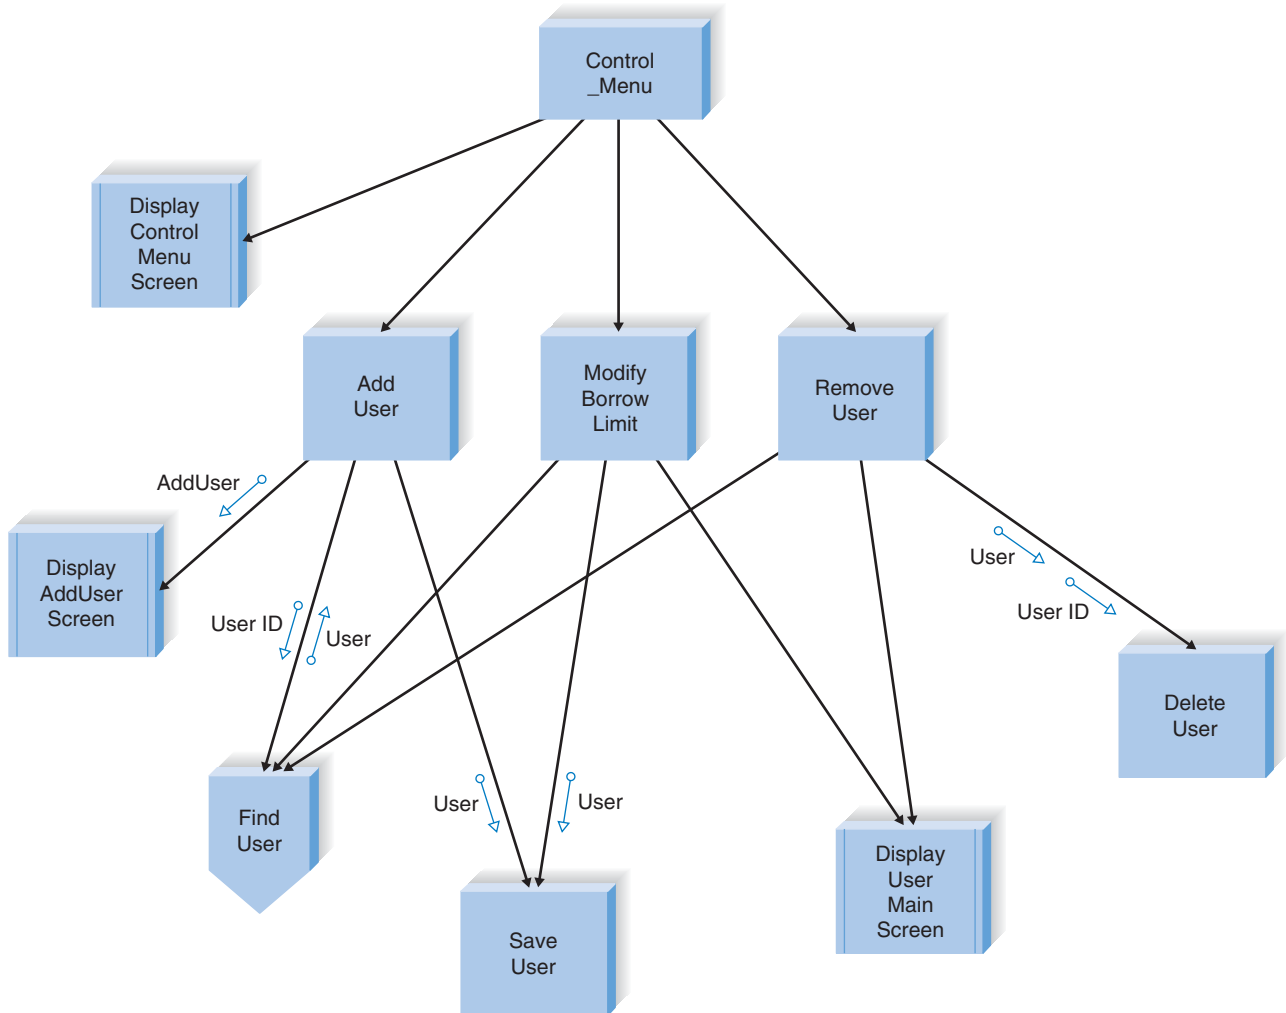 Control
_Menu
Display
Control
Menu
Screen
Add
User
Modify
Borrow
Limit
Remove
User
AddUser
Display
AddUser
Screen
User
User ID
User ID
User
Delete
User
Find
User
User
User
Display
User
Main
Screen
Save
User